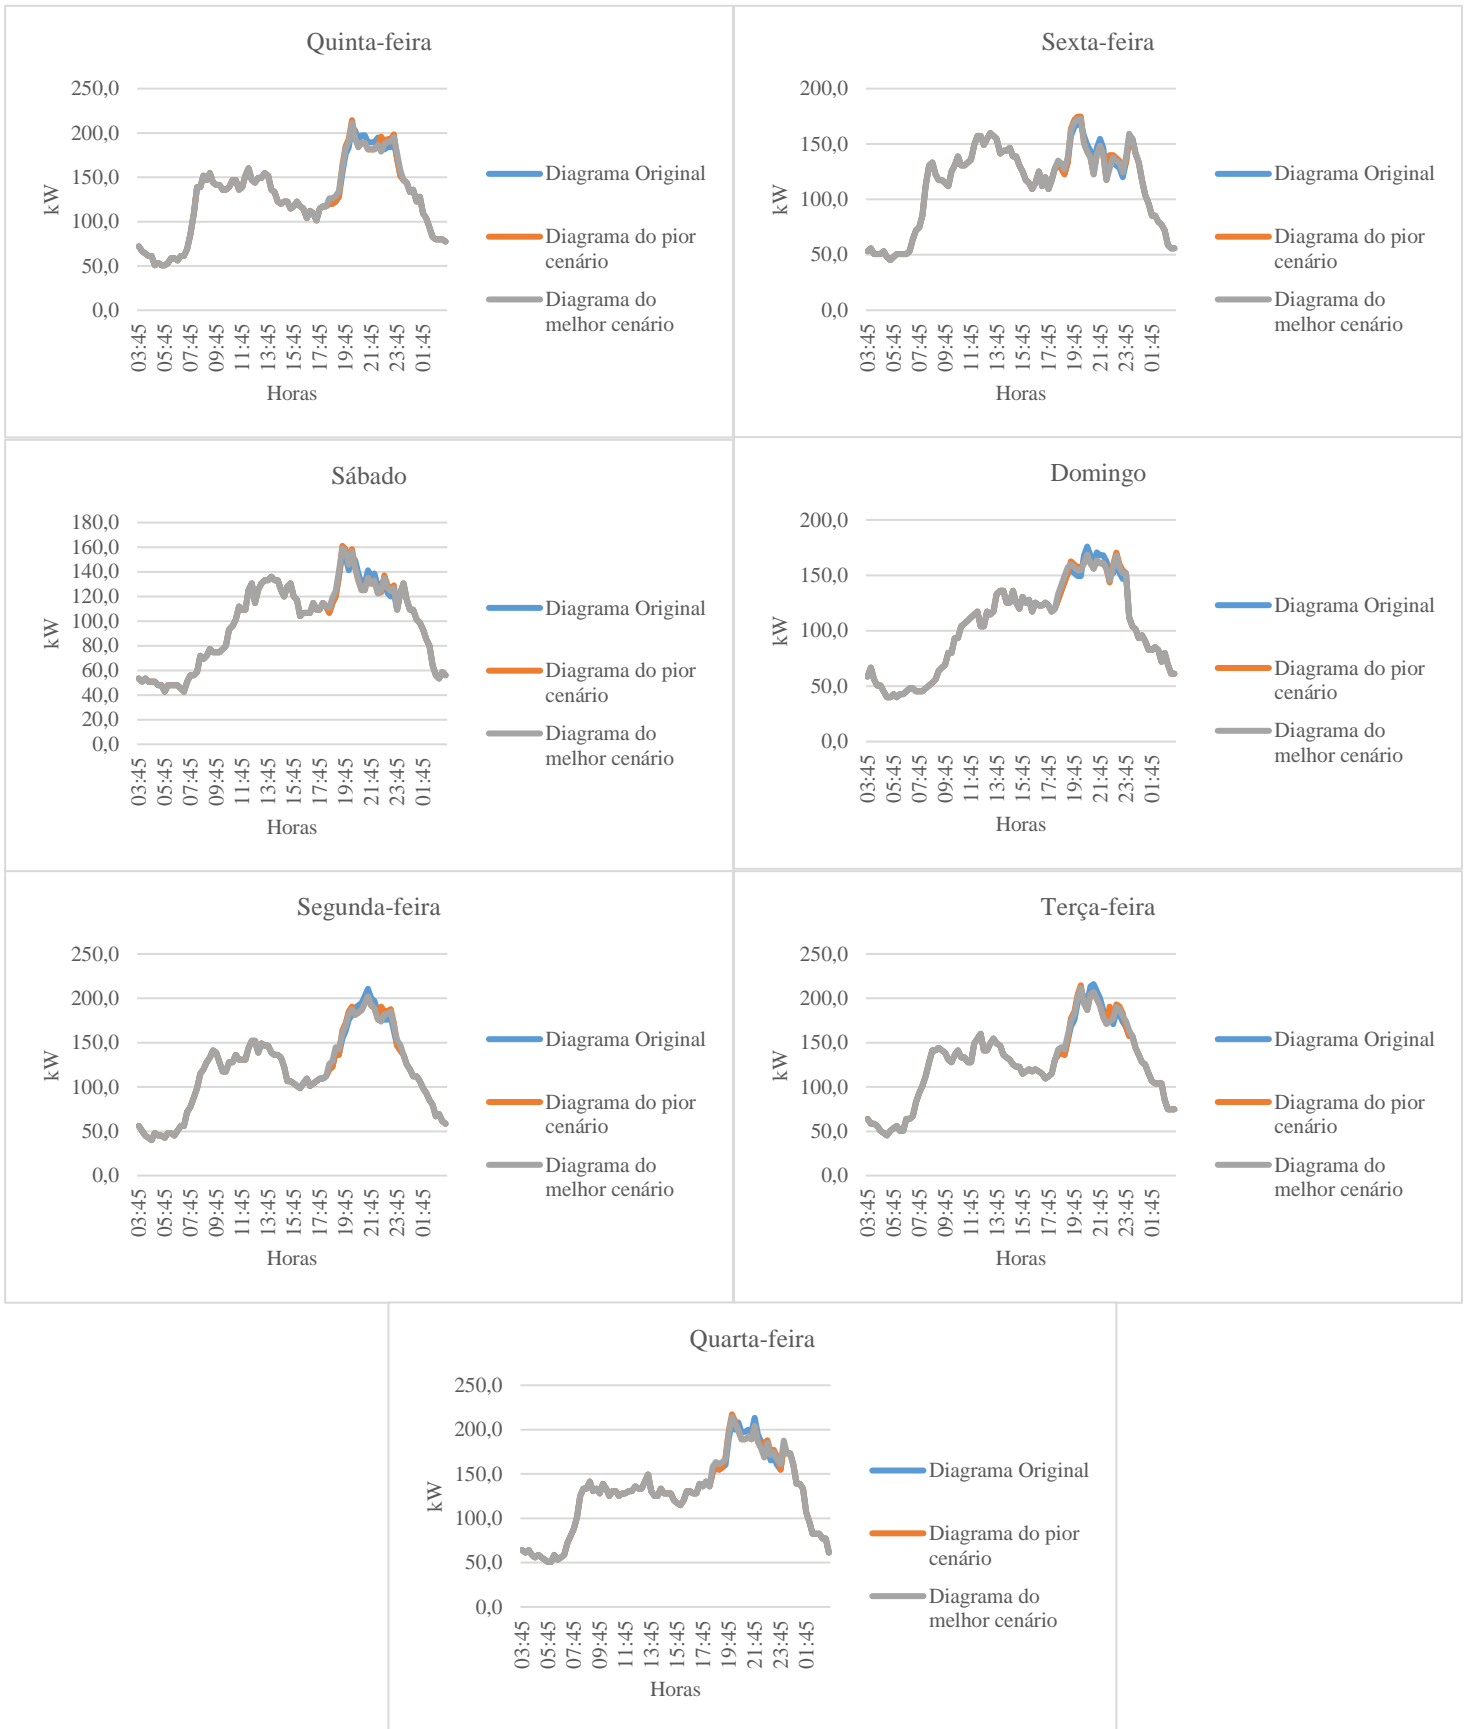 Quinta-feira
250,0
200,0
150,0
100,0
50,0
0,0
kW
03:45
05:45
07:45
09:45
11:45
13:45
15:45
17:45
19:45
21:45
23:45
01:45
Horas
Diagrama Original
Diagrama do pior
cenário
Diagrama do
melhor cenário
Sexta-feira
200,0
150,0
100,0
50,0
0,0
kW
03:45
05:45
07:45
09:45
11:45
13:45
15:45
17:45
19:45
21:45
23:45
01:45
Horas
Diagrama Original
Diagrama do pior
cenário
Diagrama do
melhor cenário
Sábado
180,0
160,0
140,0
120,0
100,0
80,0
60,0
40,0
20,0
0,0
kW
03:45
05:45
07:45
09:45
11:45
13:45
15:45
17:45
19:45
21:45
23:45
01:45
Horas
Diagrama Original
Diagrama do pior
cenário
Diagrama do
melhor cenário
Domingo
200,0
150,0
100,0
50,0
0,0
kW
03:45
05:45
07:45
09:45
11:45
13:45
15:45
17:45
19:45
21:45
23:45
01:45
Horas
Diagrama Original
Diagrama do pior
cenário
Diagrama do
melhor cenário
Segunda-feira
250,0
200,0
150,0
100,0
50,0
0,0
kW
03:45
05:45
07:45
09:45
11:45
13:45
15:45
17:45
19:45
21:45
23:45
01:45
Horas
Diagrama Original
Diagrama do pior
cenário
Diagrama do
melhor cenário
Terça-feira
250,0
200,0
150,0
100,0
50,0
0,0
kW
03:45
05:45
07:45
09:45
11:45
13:45
15:45
17:45
19:45
21:45
23:45
01:45
Horas
Diagrama Original
Diagrama do pior
cenário
Diagrama do
melhor cenário
Quarta-feira
250,0
200,0
150,0
100,0
50,0
0,0
kW
03:45
05:45
07:45
09:45
11:45
13:45
15:45
17:45
19:45
21:45
23:45
01:45
Horas
Diagrama Original
Diagrama do pior
cenário
Diagrama do
melhor cenário